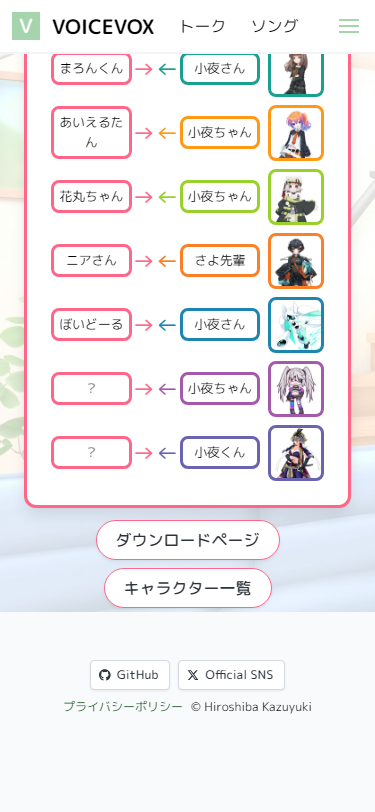 V VOICEVOX トーク ソング
まろんくん → ← 小夜さん
あいえるた
ん → ← 小夜ちゃん
花丸ちゃん → ← 小夜ちゃん
ニアさん → ← さよ先輩
ぼいどーる → ← 小夜さん
？ → ← 小夜ちゃん
？ → ← 小夜くん
ダウンロードページ
キャラクター一覧
GitHub Official SNS
プライバシーポリシー © Hiroshiba Kazuyuki